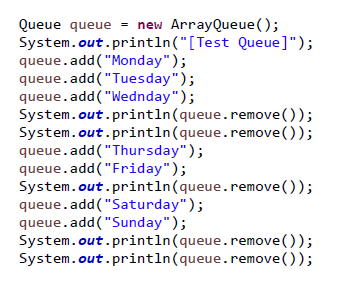 Queue queue = new ArrayQueue();
System.out.println("[Test Queue]");
queue.add("Monday");
queue.add("Tuesday");
queue.add("Wednday");
System.out.println(queue.remove());
System.out.println(queue.remove());
queue.add("Thursday");
queue.add("Friday");
System.out.println(queue.remove());
queue.add("Saturday");
queue.add("Sunday");
System.out.println(queue.remove());
System.out.println(queue.remove());